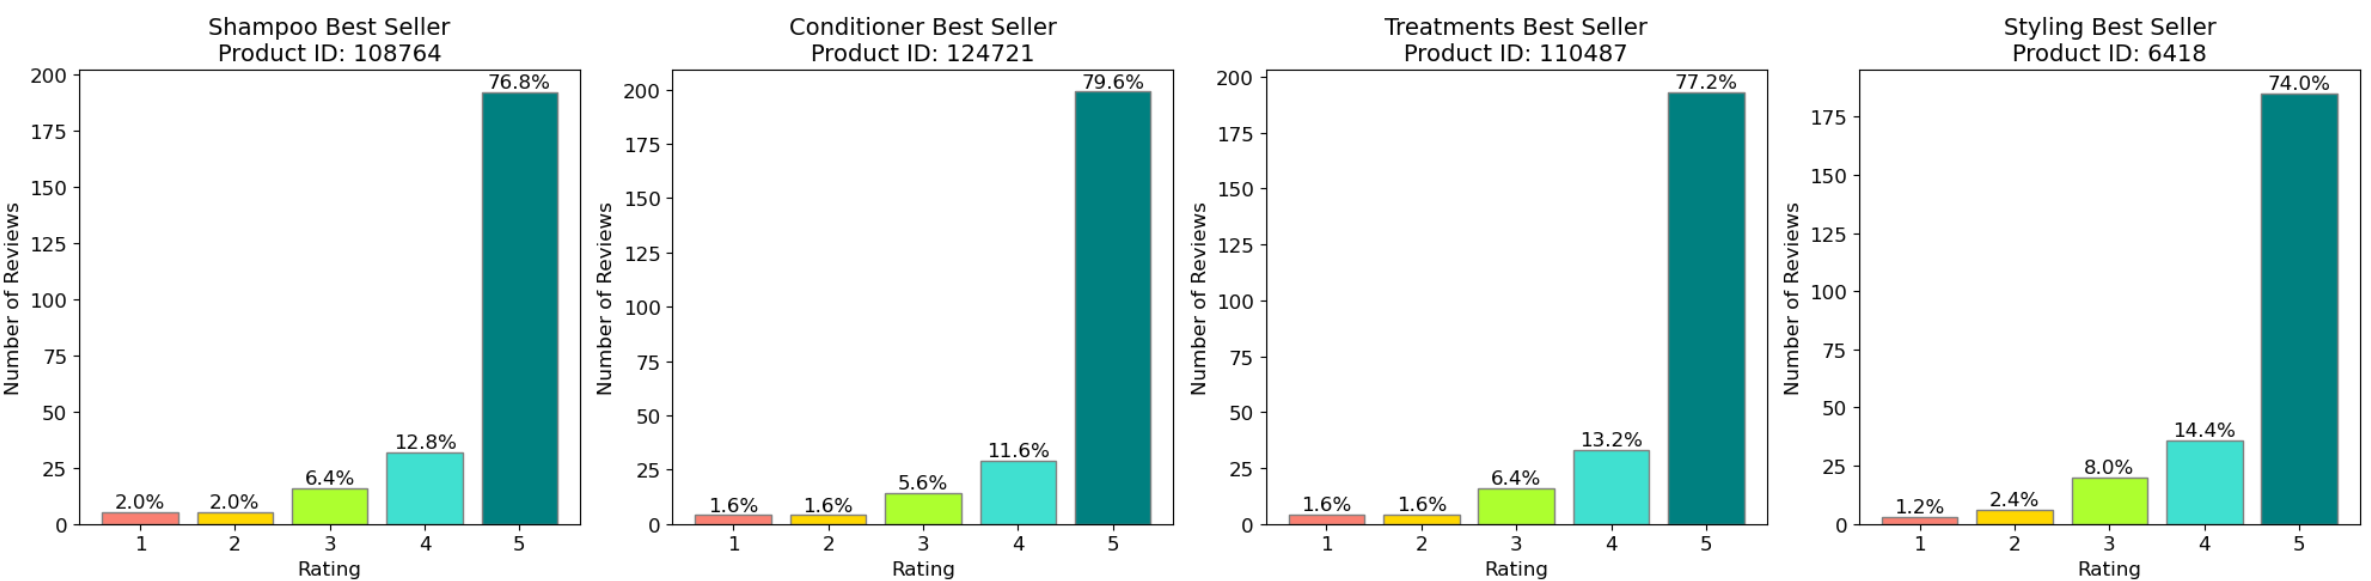 Shampoo Best Seller
Product ID: 108764
Number of Reviews
200
175
150
125
100
75
50
25
0
2.0%
2.0%
6.4%
12.8%
76.8%
1 2 3 4 5
Rating
Conditioner Best Seller
Product ID: 124721
Number of Reviews
200
175
150
125
100
75
50
25
0
1.6%
1.6%
5.6%
11.6%
79.6%
1 2 3 4 5
Rating
Treatments Best Seller
Product ID: 110487
Number of Reviews
200
175
150
125
100
75
50
25
0
1.6%
1.6%
6.4%
13.2%
77.2%
1 2 3 4 5
Rating
Styling Best Seller
Product ID: 6418
Number of Reviews
175
150
125
100
75
50
25
0
1.2%
2.4%
8.0%
14.4%
74.0%
1 2 3 4 5
Rating